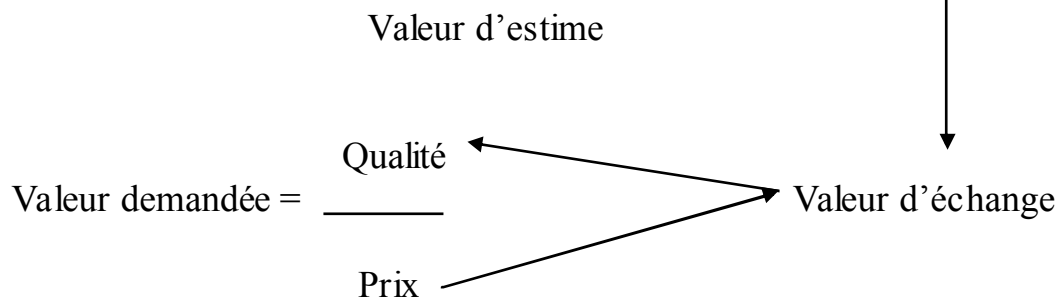 Valeur d’estime
Qualité
Valeur demandée =
Valeur d’échange
Prix